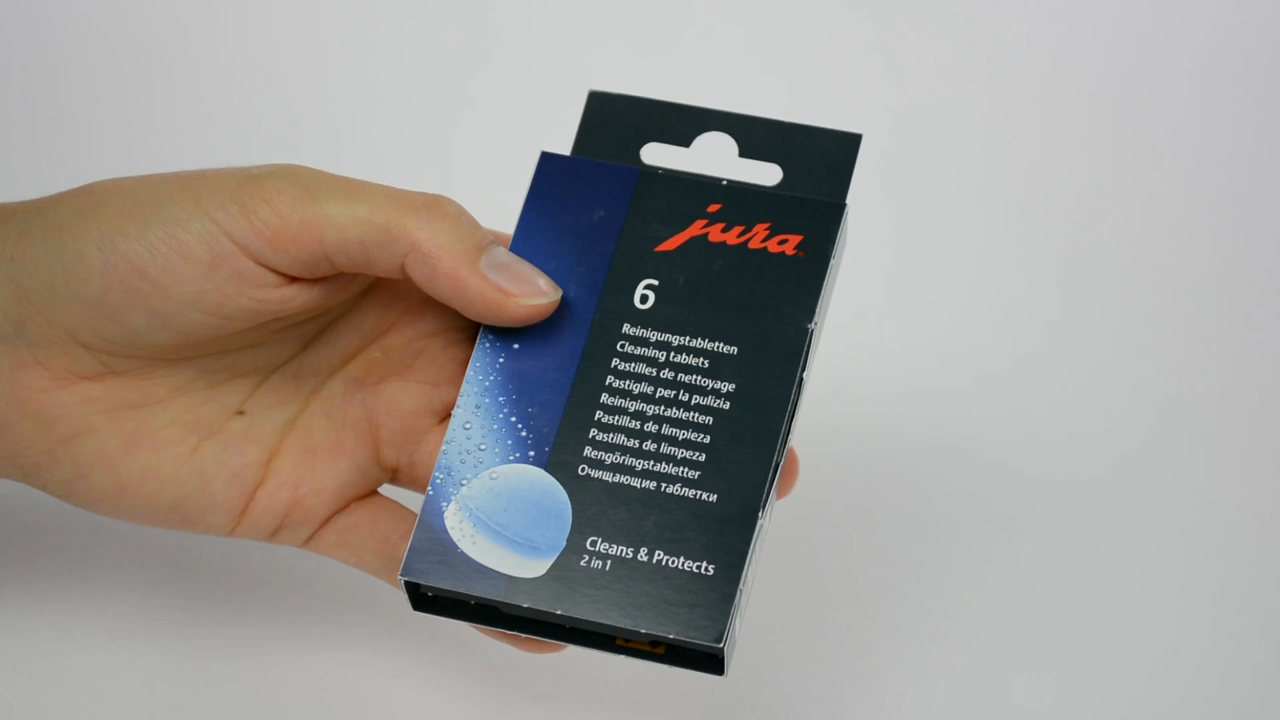 jura
6
Reinigungstabletten
Cleaning tablets
Pastilles de nettoyage
Pastiglie per la pulizia
Reinigingstabletten
Pastillas de limpieza
Pastilhas de limpeza
Rengöringstabletter
Очищающие таблетки
Cleans & Protects
2 in 1